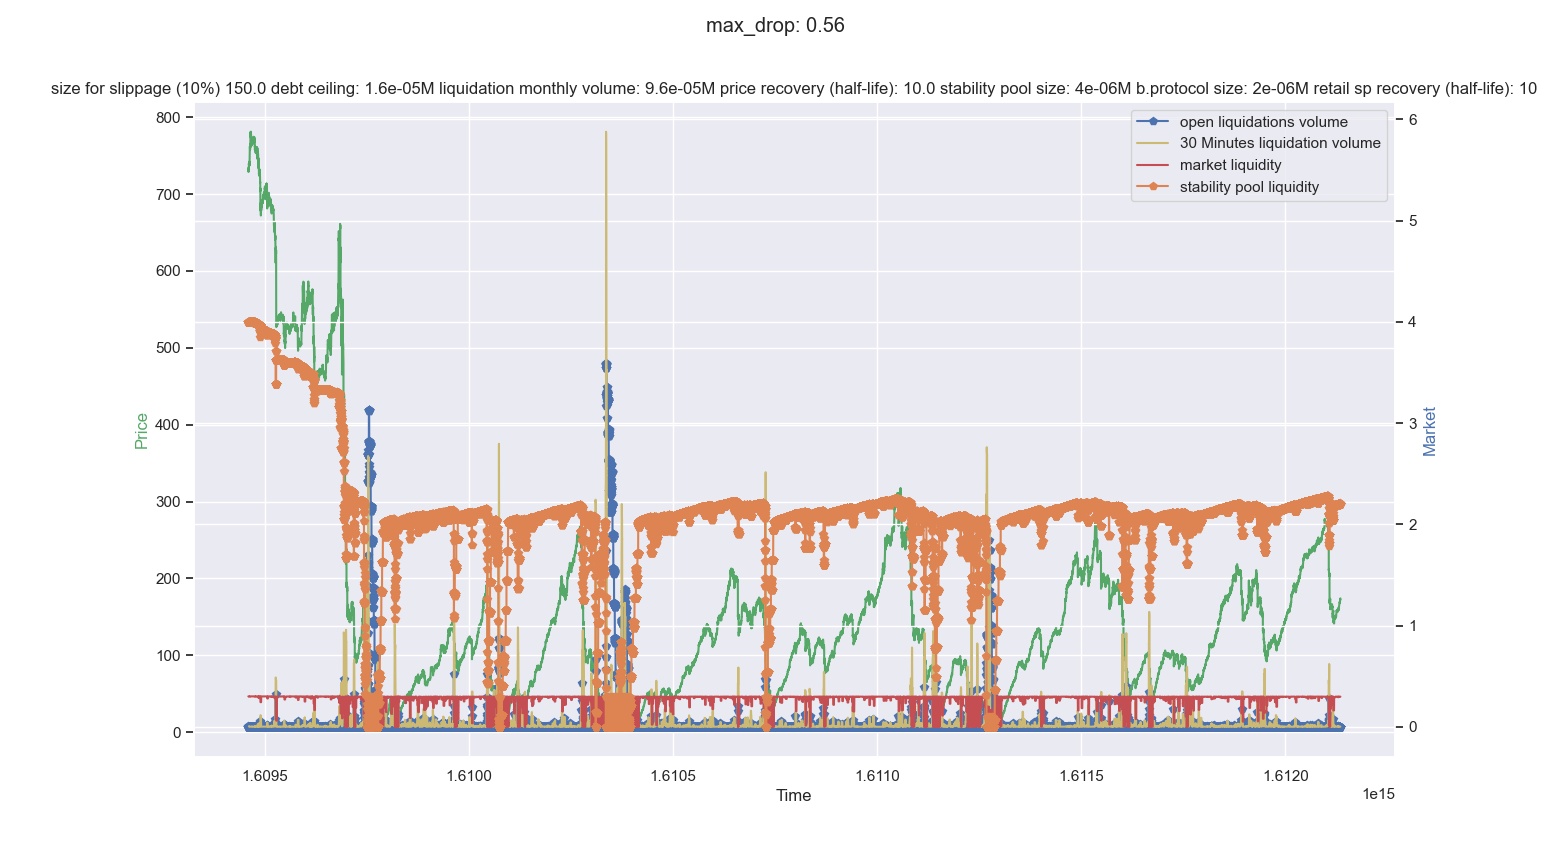 max_drop: 0.56
size for slippage (10%) 150.0 debt ceiling: 1.6e-05M liquidation monthly volume: 9.6e-05M price recovery (half-life): 10.0 stability pool size: 4e-06M b.protocol size: 2e-06M retail sp recovery (half-life): 10
open liquidations volume
30 Minutes liquidation volume
market liquidity
stability pool liquidity
800
700
600
500
400
300
200
100
0
Price
6
5
4
3
2
1
0
Market
1.6095 1.6100 1.6105 1.6110 1.6115 1.6120
1e15
Time